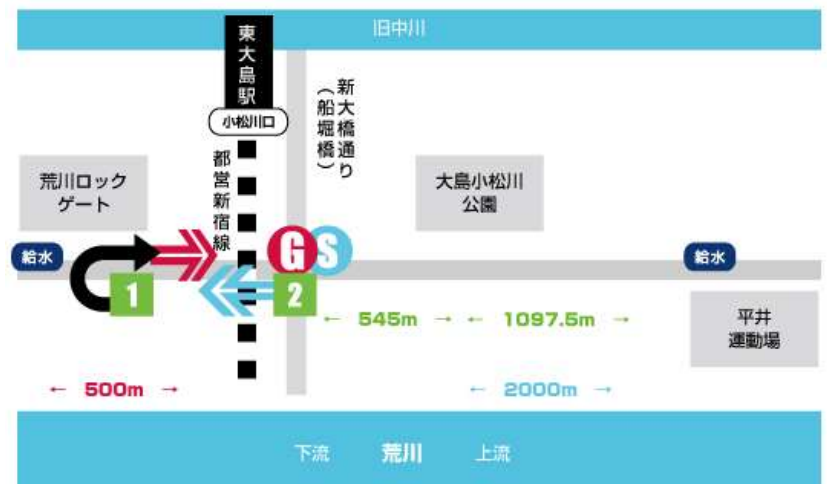 旧中川
東大島駅
小松川口
都営新宿線
新大橋通り
（船堀橋）
荒川ロック
ゲート
大島小松川
公園
給水
1
G
S
2
給水
← 545m →
← 1097.5m →
平井
運動場
← 500m →
← 2000m →
下流
荒川
上流